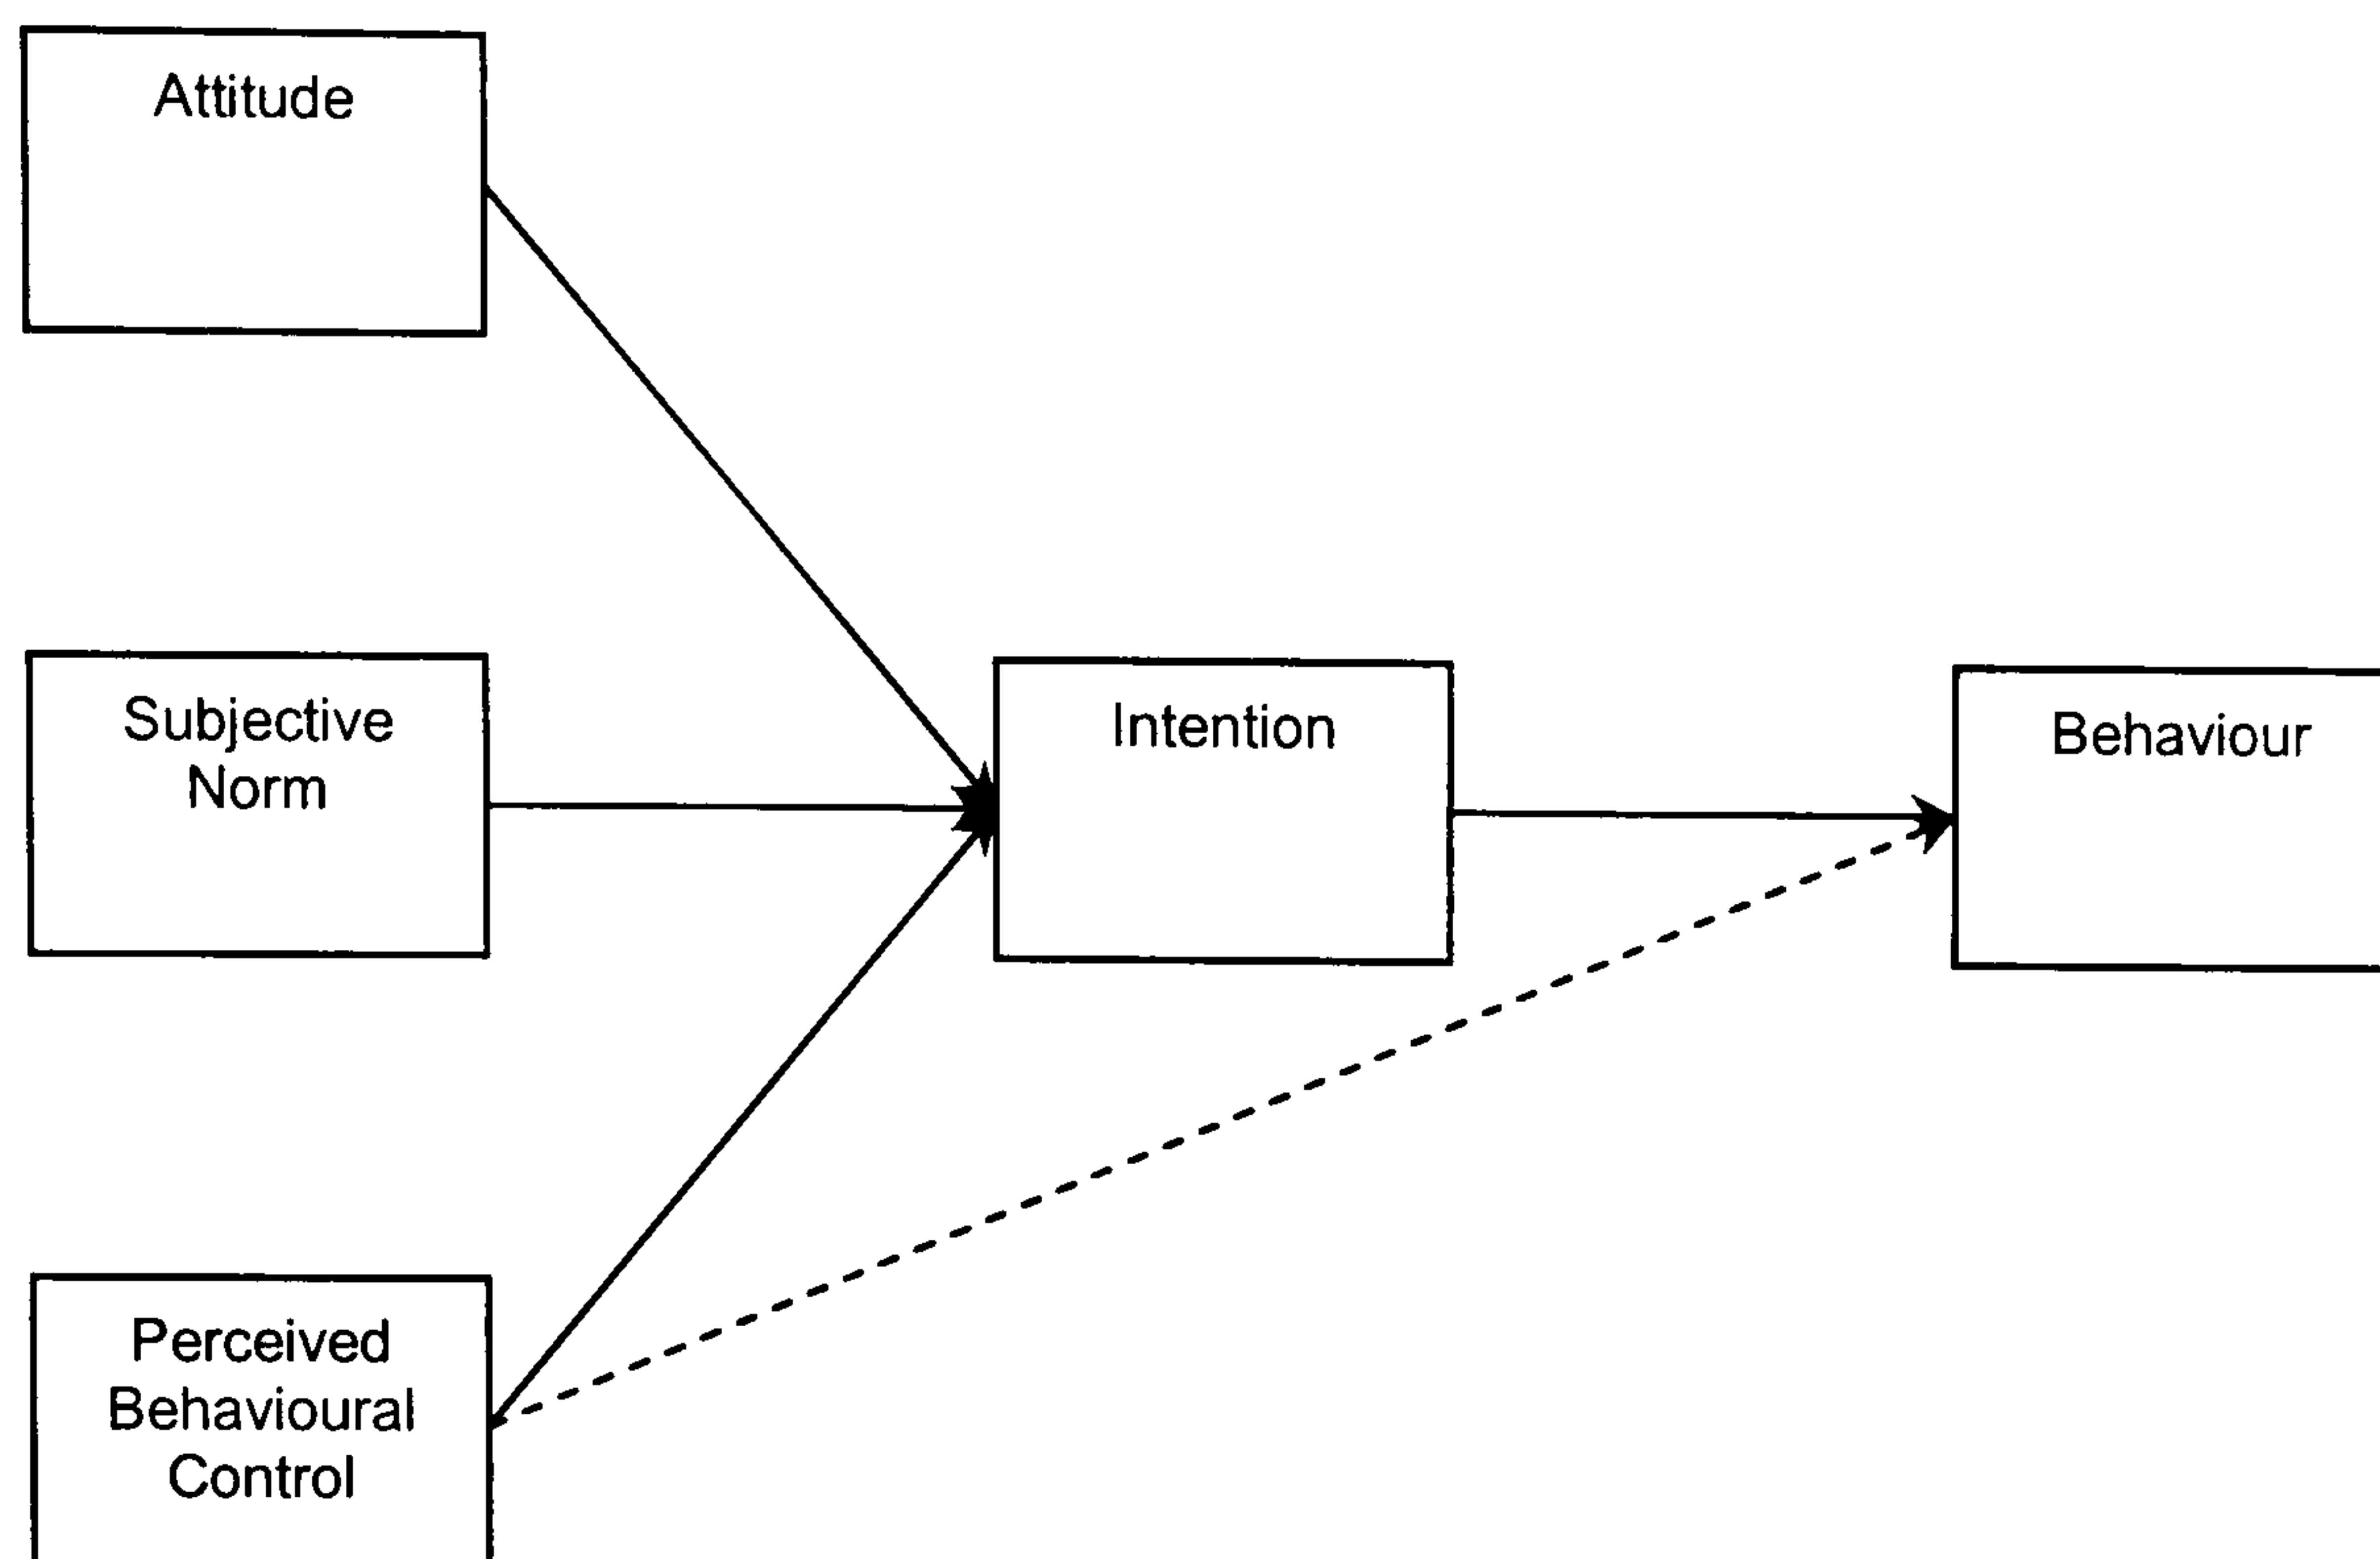 Attitude
Subjective
Norm
Intention
Behaviour
Perceived
Behavioural
Control